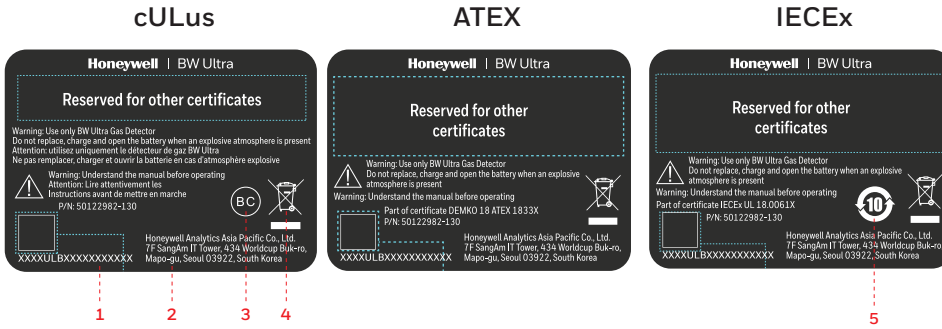 cULus
Honeywell | BW Ultra
Reserved for other certificates
Warning: Use only BW Ultra Gas Detector
Do not replace, charge and open the battery when an explosive atmosphere is present
Attention: utilisez uniquement le détecteur de gaz BW Ultra
Ne pas remplacer, charger et ouvrir la batterie en cas d'atmosphère explosive
Warning: Understand the manual before operating
Attention: Lire attentivement les
Instructions avant de mettre en marche
P/N: 50122982-130
BC
Honeywell Analytics Asia Pacific Co., Ltd.
7F SangAm IT Tower, 434 Worldcup Buk-ro,
Mapo-gu, Seoul 03922, South Korea
XXXXULBXXXXXXXXXXX
1
2
3
4
ATEX
Honeywell | BW Ultra
Reserved for other
certificates
Warning: Use only BW Ultra Gas Detector
Do not replace, charge and open the battery when an explosive
atmosphere is present
Warning: Understand the manual before operating
Part of certificate DEMKO 18 ATEX 1833X
P/N: 50122982-130
Honeywell Analytics Asia Pacific Co., Ltd.
7F SangAm IT Tower, 434 Worldcup Buk-ro,
Mapo-gu, Seoul 03922, South Korea
XXXXULBXXXXXXXXXXX
IECEx
Honeywell | BW Ultra
Reserved for other
certificates
Warning: Use only BW Ultra Gas Detector
Do not replace, charge and open the battery when an explosive
atmosphere is present
Warning: Understand the manual before operating
Part of certificate IECEx UL 18.0061X
P/N: 50122982-130
10
Honeywell Analytics Asia Pacific Co., Ltd.
7F SangAm IT Tower, 434 Worldcup Buk-ro,
Mapo-gu, Seoul 03922, South Korea
XXXXULBXXXXXXXXXXX
5